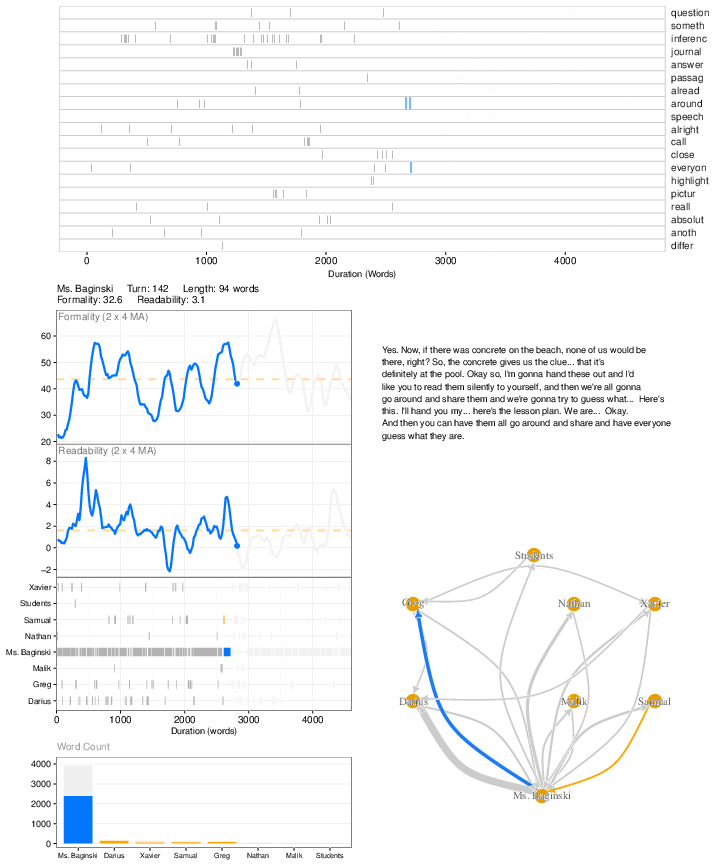 question
someth
inferenc
journal
answer
passag
alread
around
speech
alright
call
close
everyon
highlight
pictur
reall
absolut
anoth
differ
0 1000 2000 3000 4000
Duration (Words)
Ms. Baginski Turn: 142 Length: 94 words
Formality: 32.6 Readability: 3.1
Formality (2 x 4 MA)
60
50
40
30
20
Readability (2 x 4 MA)
8
6
4
2
0
−2
Xavier
Students
Samual
Nathan
Ms. Baginski
Malik
Greg
Darius
0 1000 2000 3000 4000
Duration (words)
Word Count
4000
3000
2000
1000
0
Ms. Baginski Darius Xavier Samual Greg Nathan Malik Students
Yes. Now, if there was concrete on the beach, none of us would be
there, right? So, the concrete gives us the clue... that it's
definitely at the pool. Okay so, I'm gonna hand these out and I'd
like you to read them silently to yourself, and then we're all gonna
go around and share them and we're gonna try to guess what... Here's
this. I'll hand you my... here's the lesson plan. We are... Okay.
And then you can have them all go around and share and have everyone
guess what they are.
Students
Greg Nathan Xavier
Darius Malik Samual
Ms. Baginski